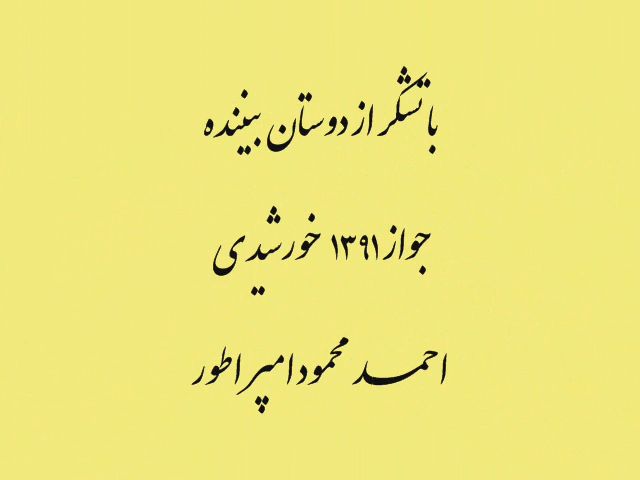 با تشکر از دوستان بیننده
جواز ۱۳۹۱ خورشیدی
احمد محمود امپراطور